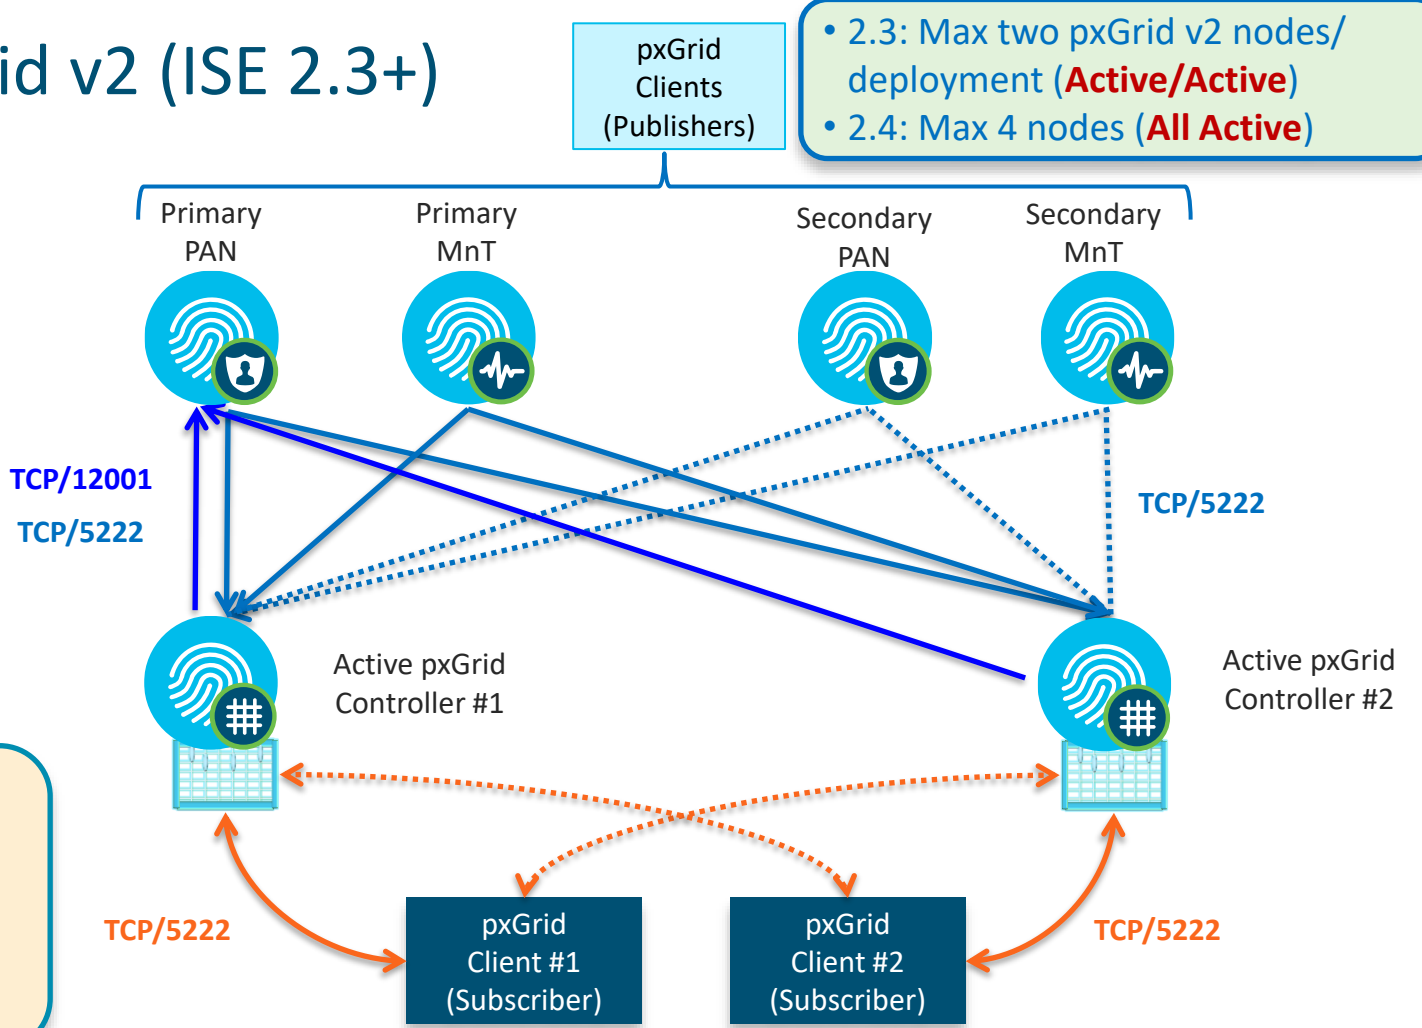 id v2 (ISE 2.3+)
pxGrid
Clients
(Publishers)
• 2.3: Max two pxGrid v2 nodes/
deployment (Active/Active)
• 2.4: Max 4 nodes (All Active)
Primary
PAN
Primary
MnT
Secondary
PAN
Secondary
MnT
TCP/12001
TCP/5222
TCP/5222
Active pxGrid
Controller #1
Active pxGrid
Controller #2
TCP/5222
pxGrid
Client #1
(Subscriber)
pxGrid
Client #2
(Subscriber)
TCP/5222